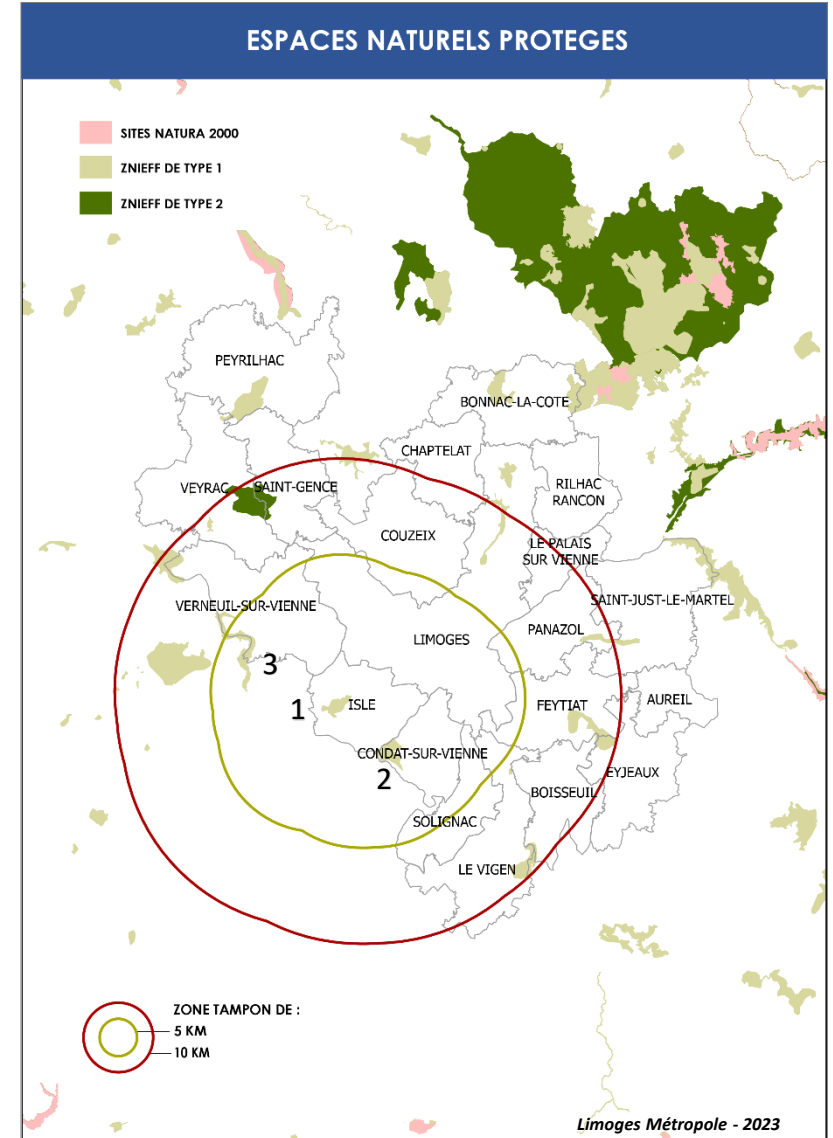 ESPACES NATURELS PROTEGES
SITES NATURA 2000
ZNIEFF DE TYPE 1
ZNIEFF DE TYPE 2
PEYRILHAC
BONNAC-LA-COTE
CHAPTELAT
VEYRAC
SAINT-GENCE
RILHAC
RANCON
COUZEIX
LE PALAIS
SUR VIENNE
VERNEUIL-SUR-VIENNE
SAINT-JUST-LE-MARTEL
PANAZOL
LIMOGES
3
1
ISLE
FEYTIAT
AUREIL
CONDAT-SUR-VIENNE
2
EYJEAUX
BOISSEUIL
SOLIGNAC
LE VIGEN
ZONE TAMPON DE :
5 KM
10 KM
Limoges Métropole - 2023